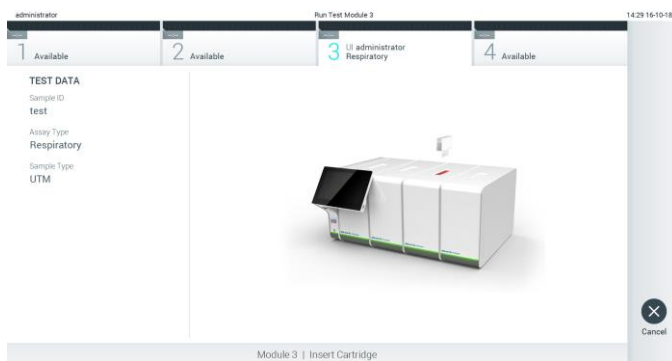 administrator
Run Test Module 3
14:29 16-10-18
1 Available
2 Available
3 UI administrator
Respiratory
4 Available
TEST DATA
Sample ID
test
Assay Type
Respiratory
Sample Type
UTM
Cancel
Module 3 | Insert Cartridge